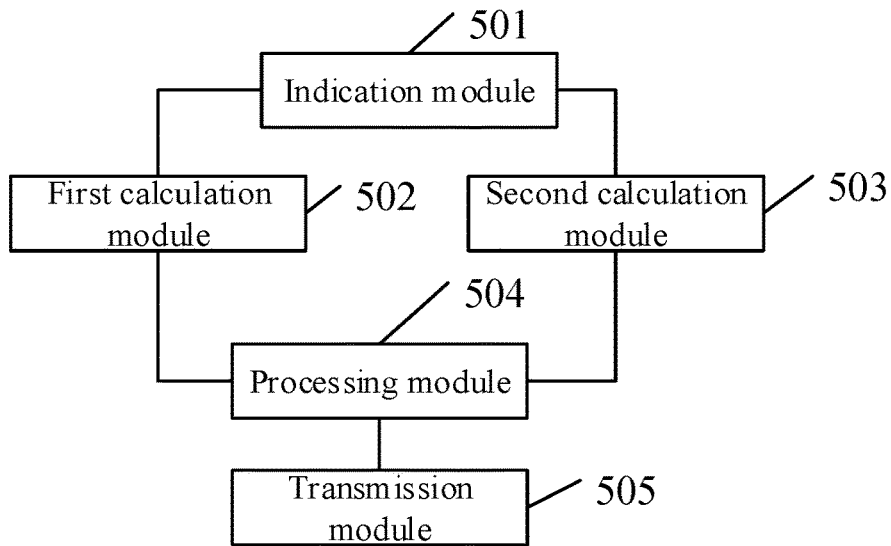 501
Indication module
First calculation
module
502
Second calculation
module
503
504
Processing module
Transmission
module
505